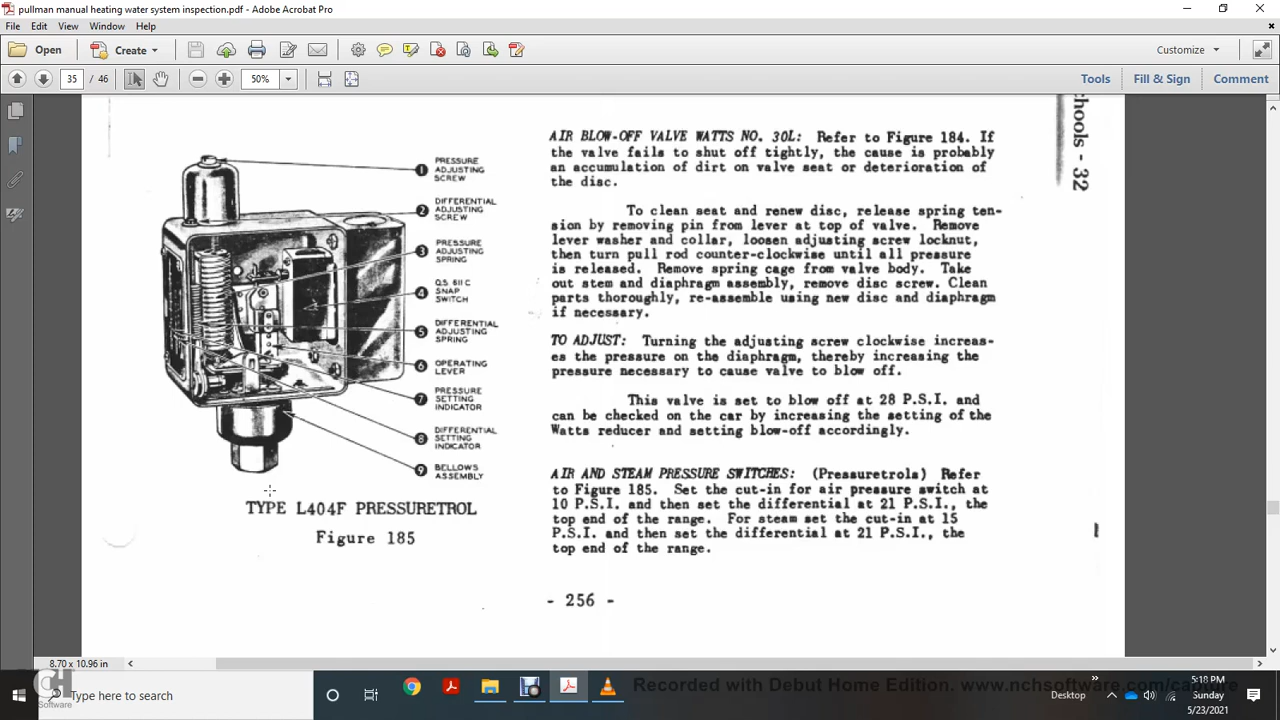 pullman manual heating water system inspection.pdf - Adobe Acrobat Pro
File Edit View Window Help
Open Create Customize
35 / 46 50% Tools Fill & Sign Comment
1 PRESSURE ADJUSTING SCREW
2 DIFFERENTIAL ADJUSTING SCREW
3 PRESSURE ADJUSTING SPRING
4 Q.S. 611 C SNAP SWITCH
5 DIFFERENTIAL ADJUSTING SPRING
6 OPERATING LEVER
7 PRESSURE SETTING INDICATOR
8 DIFFERENTIAL SETTING INDICATOR
9 BELLOWS ASSEMBLY
TYPE L404F PRESSURETROL
Figure 185
AIR BLOW-OFF VALVE WATTS NO. 30L: Refer to Figure 184. If
the valve fails to shut off tightly, the cause is probably
an accumulation of dirt on valve seat or deterioration of
the disc.
To clean seat and renew disc, release spring ten-
sion by removing pin from lever at top of valve. Remove
lever washer and collar, loosen adjusting screw locknut,
then turn pull rod counter-clockwise until all pressure
is released. Remove spring cage from valve body. Take
out stem and diaphragm assembly, remove disc screw. Clean
parts thoroughly, re-assemble using new disc and diaphragm
if necessary.
TO ADJUST: Turning the adjusting screw clockwise increas-
es the pressure on the diaphragm, thereby increasing the
pressure necessary to cause valve to blow off.
This valve is set to blow off at 28 P.S.I. and
can be checked on the car by increasing the setting of the
Watts reducer and setting blow-off accordingly.
AIR AND STEAM PRESSURE SWITCHES: (Pressuretrols) Refer
to Figure 185. Set the cut-in for air pressure switch at
10 P.S.I. and then set the differential at 21 P.S.I., the
top end of the range. For steam set the cut-in at 15
P.S.I. and then set the differential at 21 P.S.I., the
top end of the range.
- 256 -
chools - 32
8.70 x 10.96 in
Type here to search
Software
Recorded with Debut Home Edition. www.nchsoftware.com/capture
Desktop
5:18 PM
Sunday
5/23/2021